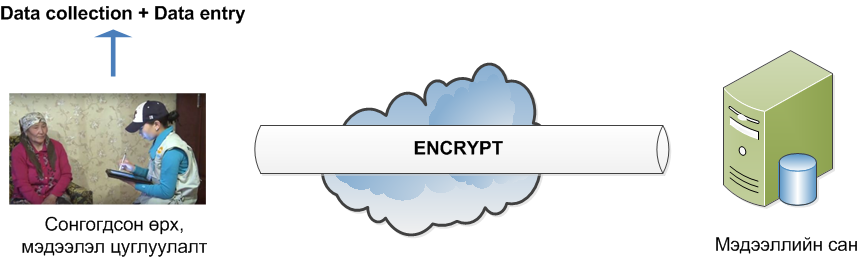 Data collection + Data entry
ENCRYPT
Сонгогдсон өрх,
мэдээлэл цуглуулалт
Мэдээллийн сан